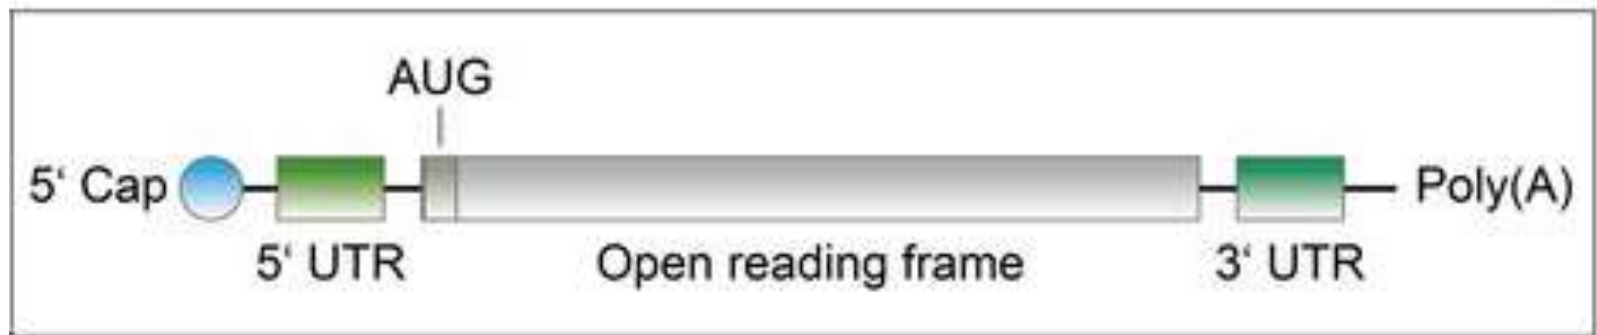 AUG
5‘ Cap
Poly(A)
5‘ UTR
Open reading frame
3‘ UTR